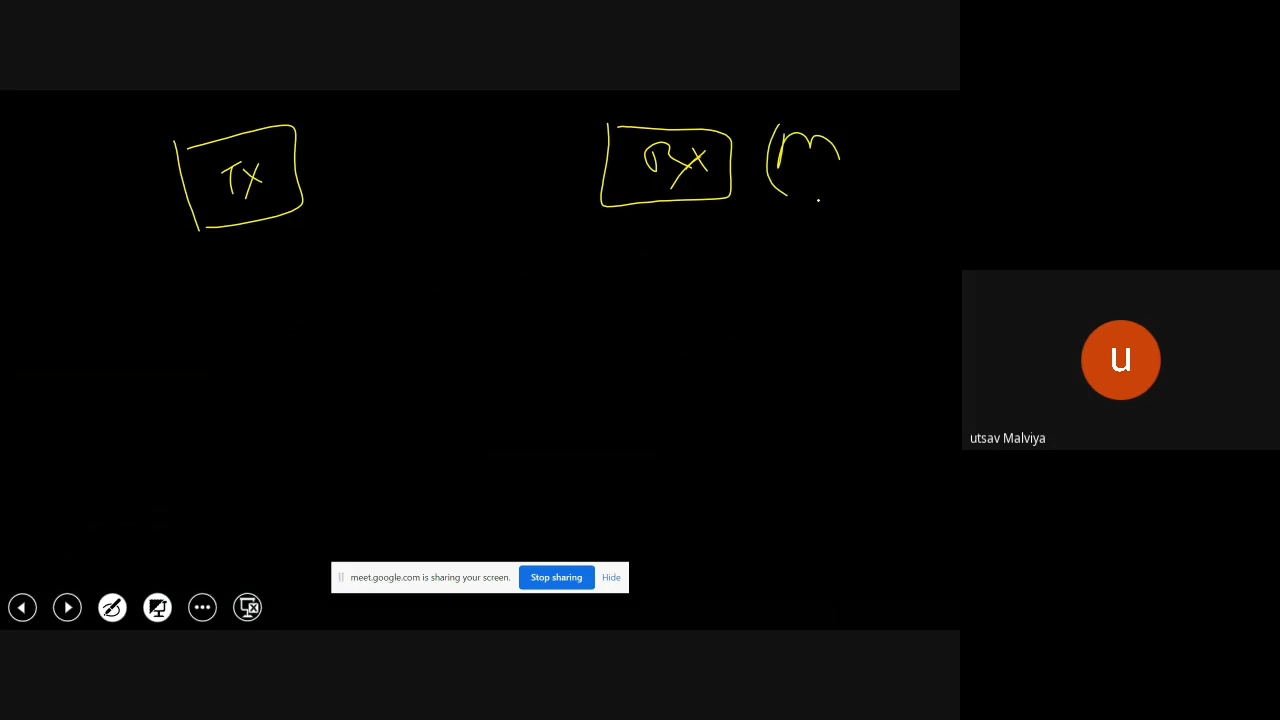 TX
Rx (m
u
utsav Malviya
meet.google.com is sharing your screen. Stop sharing Hide